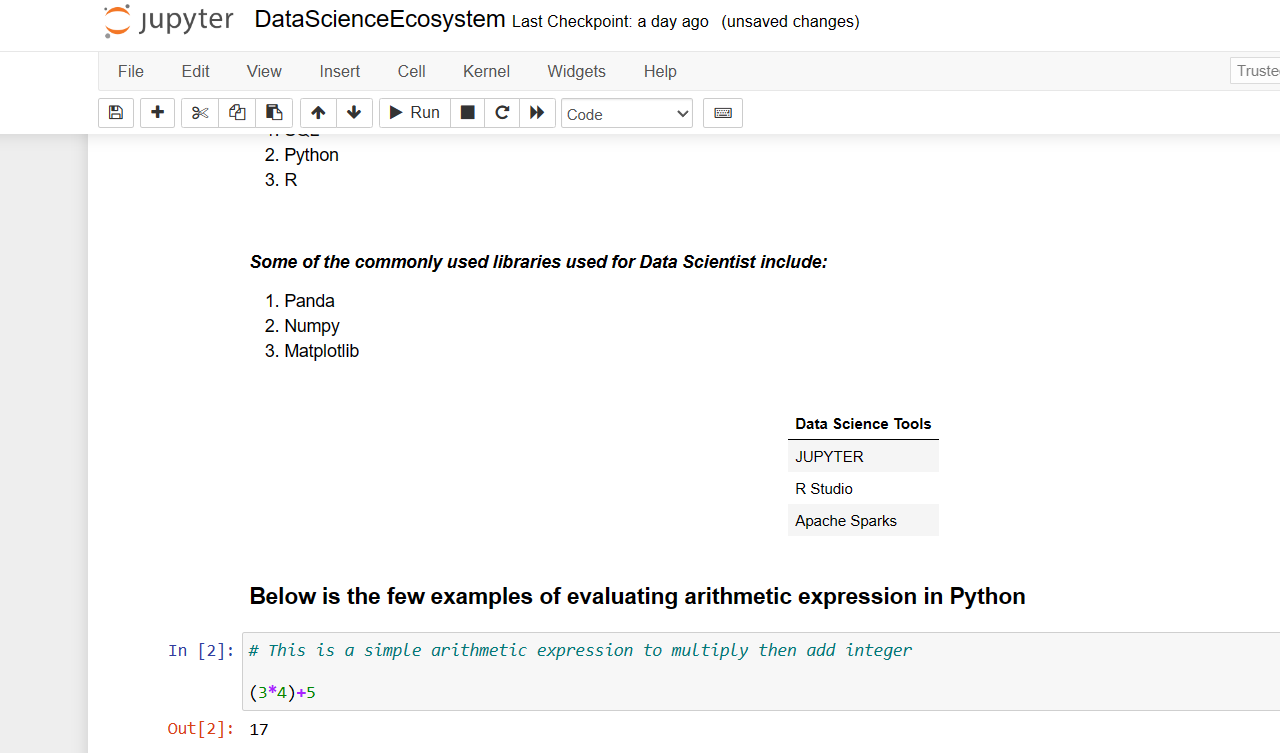 jupyter DataScienceEcosystem Last Checkpoint: a day ago (unsaved changes)
File Edit View Insert Cell Kernel Widgets Help
Run Code
2. Python
3. R
Some of the commonly used libraries used for Data Scientist include:
1. Panda
2. Numpy
3. Matplotlib
Data Science Tools
JUPYTER
R Studio
Apache Sparks
Below is the few examples of evaluating arithmetic expression in Python
In [2]: # This is a simple arithmetic expression to multiply then add integer
(3*4)+5
Out[2]: 17